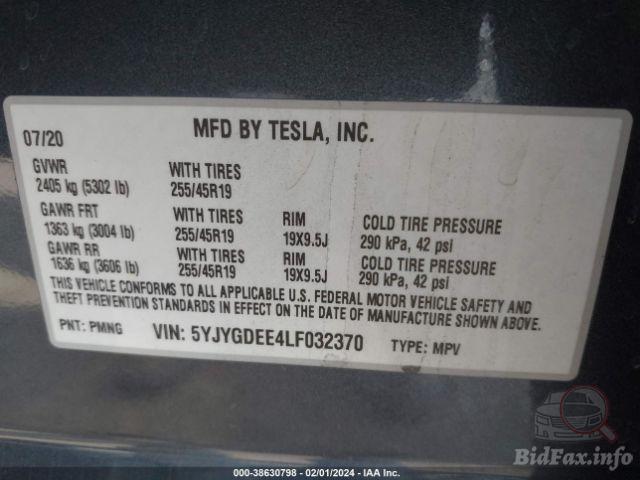 07/20 MFD BY TESLA, INC.
GVWR WITH TIRES
2405 kg (5302 lb) 255/45R19
GAWR FRT WITH TIRES RIM COLD TIRE PRESSURE
1363 kg (3004 lb) 255/45R19 19X9.5J 290 kPa, 42 psi
GAWR RR WITH TIRES RIM COLD TIRE PRESSURE
1636 kg (3606 lb) 255/45R19 19X9.5J 290 kPa, 42 psi
THIS VEHICLE CONFORMS TO ALL APPLICABLE U.S. FEDERAL MOTOR VEHICLE SAFETY AND
THEFT PREVENTION STANDARDS IN EFFECT ON THE DATE OF MANUFACTURE SHOWN ABOVE.
PNT: PMNG VIN: 5YJYGDEE4LF032370 TYPE: MPV
BidFax.info
000-38630798 - 02/01/2024 - IAA Inc.